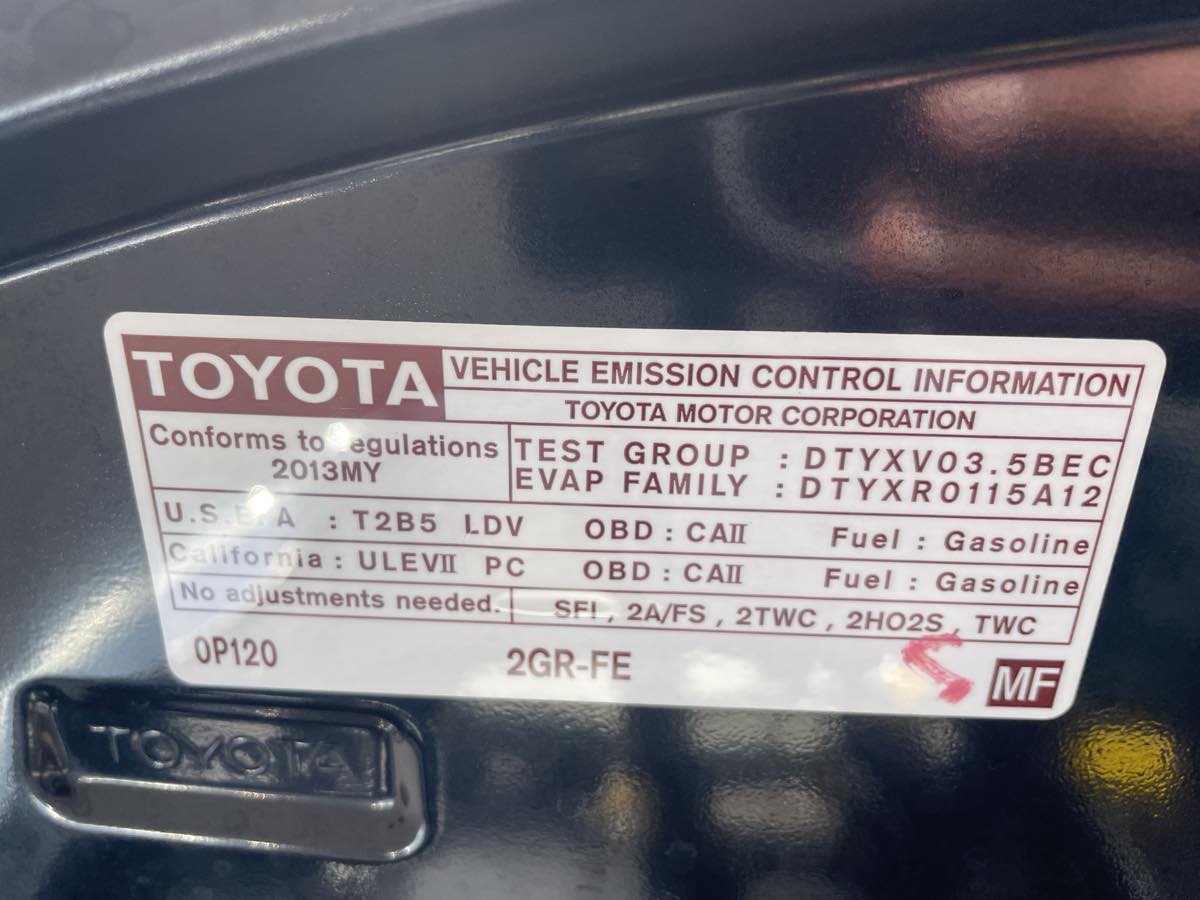 TOYOTA
VEHICLE EMISSION CONTROL INFORMATION
TOYOTA MOTOR CORPORATION
Conforms to regulations
2013MY
TEST GROUP : DTYXV03.5BEC
EVAP FAMILY : DTYXR0115A12
U.S.EPA : T2B5 LDV OBD : CAII Fuel : Gasoline
California : ULEVII PC OBD : CAII Fuel : Gasoline
No adjustments needed. SFI , 2A/FS , 2TWC , 2HO2S , TWC
0P120 2GR-FE MF
TOYOTA